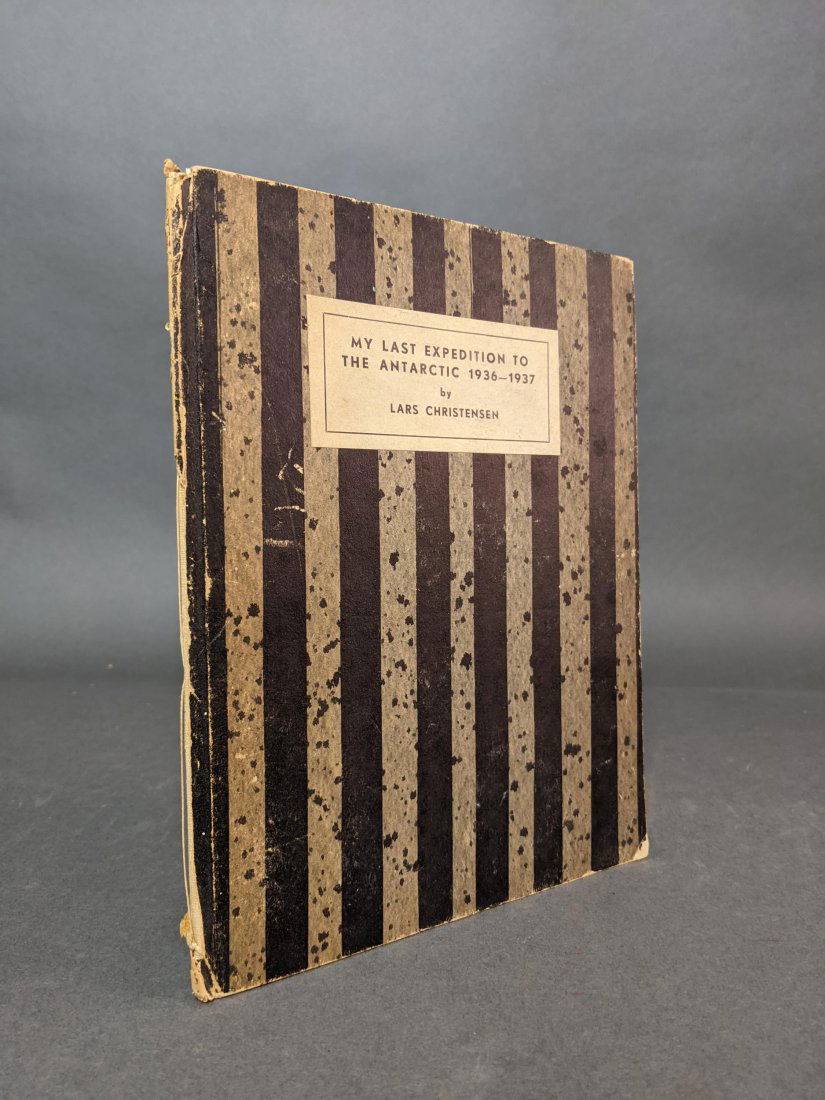 MY LAST EXPEDITION TO
THE ANTARCTIC 1936—1937
by
LARS CHRISTENSEN